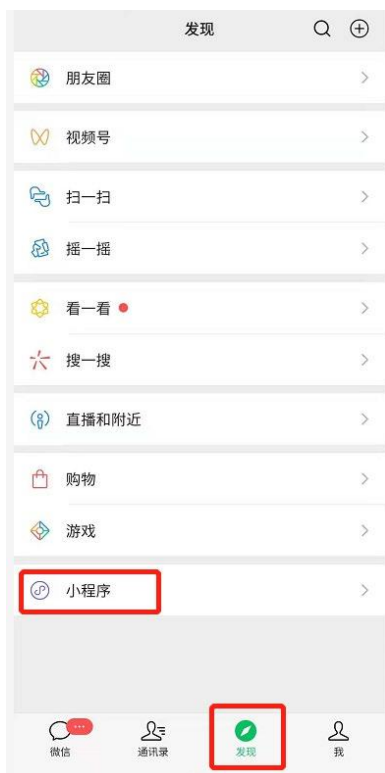 发现
朋友圈
视频号
扫一扫
摇一摇
看一看
搜一搜
直播和附近
购物
游戏
小程序
微信
通讯录
发现
我